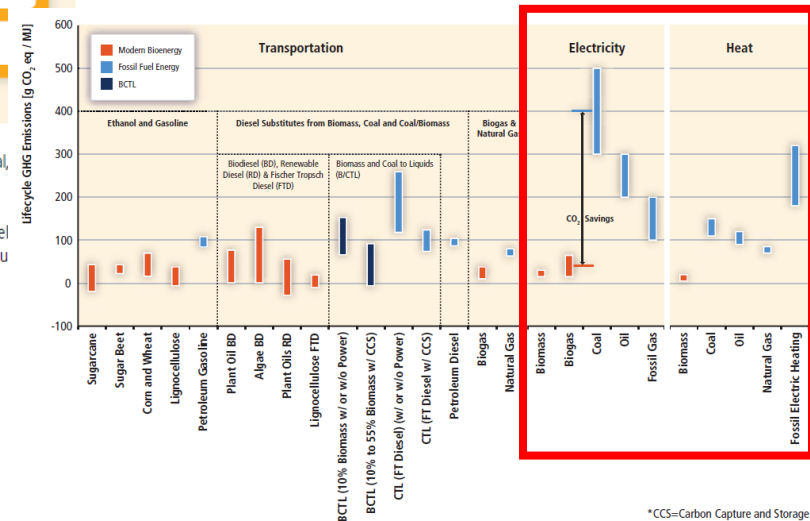 600
500
400
300
200
100
0
-100
Lifecycle GHG Emissions [g CO2 eq / MJ]
Modern Bioenergy
Fossil Fuel Energy
BCTL
Transportation
Electricity
Heat
Ethanol and Gasoline
Diesel Substitutes from Biomass, Coal and Coal/Biomass
Biogas &
Natural Gas
Biodiesel (BD), Renewable
Diesel (RD) & Fischer Tropsch
Diesel (FTD)
Biomass and Coal to Liquids
(B/CTL)
CO2 Savings
Sugarcane
Sugar Beet
Corn and Wheat
Lignocellulose
Petroleum Gasoline
Plant Oil BD
Algae BD
Plant Oils RD
Lignocellulose FTD
BCTL (10% Biomass w/ or w/o Power)
BCTL (10% to 55% Biomass w/ CCS)
CTL (FT Diesel) (w/ or w/o Power)
CTL (FT Diesel w/ CCS)
Petroleum Diesel
Biogas
Natural Gas
Biomass
Biogas
Coal
Oil
Fossil Gas
Biomass
Coal
Oil
Natural Gas
Fossil Electric Heating
*CCS=Carbon Capture and Storage